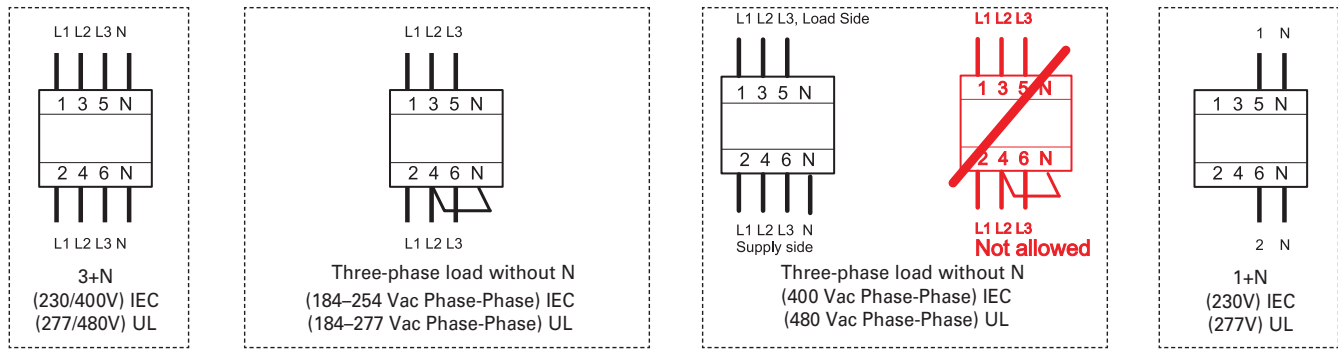 L1 L2 L3 N
1 3 5 N
2 4 6 N
L1 L2 L3 N
3+N
(230/400V) IEC
(277/480V) UL
L1 L2 L3
1 3 5 N
2 4 6 N
L1 L2 L3
Three-phase load without N
(184–254 Vac Phase-Phase) IEC
(184–277 Vac Phase-Phase) UL
L1 L2 L3, Load Side
1 3 5 N
2 4 6 N
L1 L2 L3 N
Supply side
L1 L2 L3
1 3 5 N
2 4 6 N
L1 L2 L3
Not allowed
Three-phase load without N
(400 Vac Phase-Phase) IEC
(480 Vac Phase-Phase) UL
1 N
1 3 5 N
2 4 6 N
2 N
1+N
(230V) IEC
(277V) UL